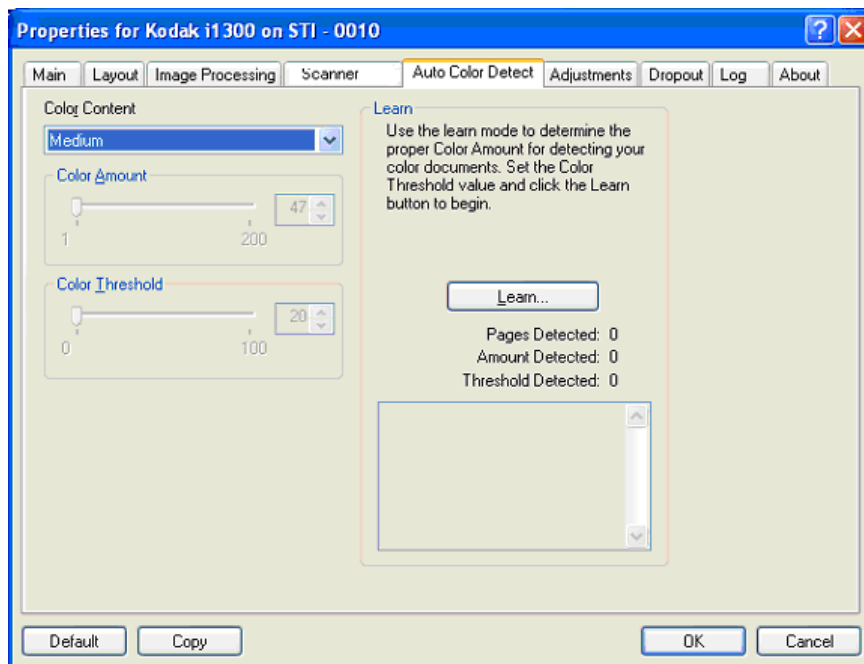 Properties for Kodak i1300 on STI - 0010
Main Layout Image Processing Scanner Auto Color Detect Adjustments Dropout Log About
Color Content
Medium
Color Amount
47
1 200
Color Threshold
20
0 100
Learn
Use the learn mode to determine the
proper Color Amount for detecting your
color documents. Set the Color
Threshold value and click the Learn
button to begin.
Learn...
Pages Detected: 0
Amount Detected: 0
Threshold Detected: 0
Default Copy OK Cancel